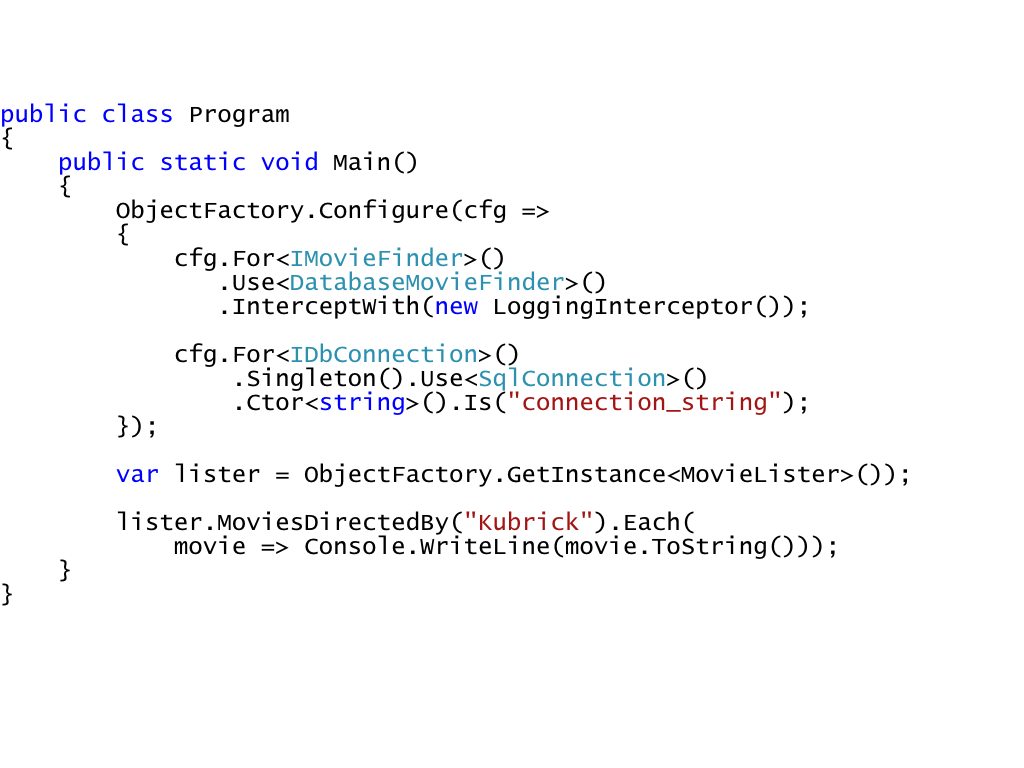 public class Program
{
    public static void Main()
    {
        ObjectFactory.Configure(cfg =>
        {
            cfg.For<IMovieFinder>()
               .Use<DatabaseMovieFinder>()
               .InterceptWith(new LoggingInterceptor());

            cfg.For<IDbConnection>()
                .Singleton().Use<SqlConnection>()
                .Ctor<string>().Is("connection_string");
        });

        var lister = ObjectFactory.GetInstance<MovieLister>());

        lister.MoviesDirectedBy("Kubrick").Each(
            movie => Console.WriteLine(movie.ToString()));
    }
}